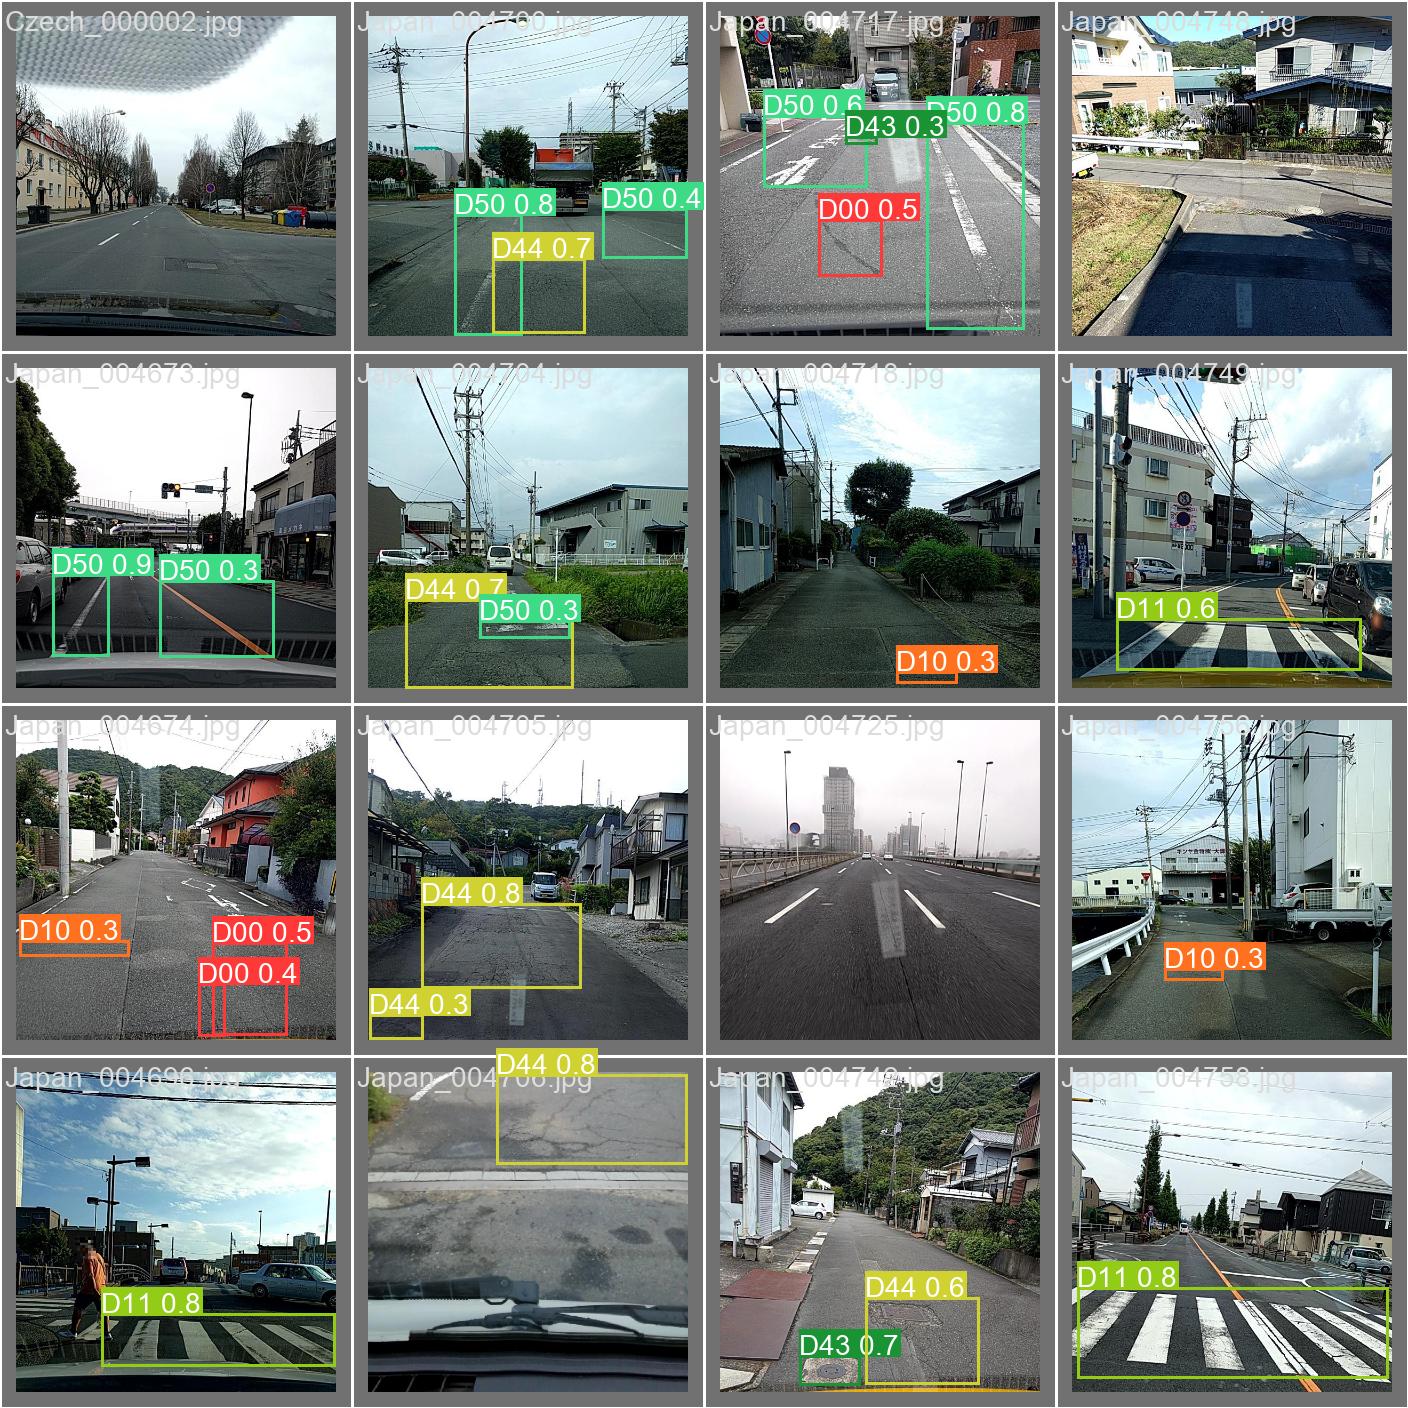 Czech_000002.jpg
Japan_004700.jpg
D50 0.8
D50 0.4
D44 0.7
Japan_004717.jpg
D50 0.6
D43 0.3
D50 0.8
D00 0.5
Japan_004748.jpg
Japan_004673.jpg
D50 0.9
D50 0.3
Japan_004704.jpg
D44 0.7
D50 0.3
Japan_004718.jpg
D10 0.3
Japan_004749.jpg
D11 0.6
Japan_004674.jpg
D10 0.3
D00 0.5
D00 0.4
Japan_004705.jpg
D44 0.8
D44 0.3
Japan_004725.jpg
D10 0.3
D11 0.8
Japan_004706.jpg
D44 0.8
D44 0.6
D43 0.7
Japan_004758.jpg
D11 0.8